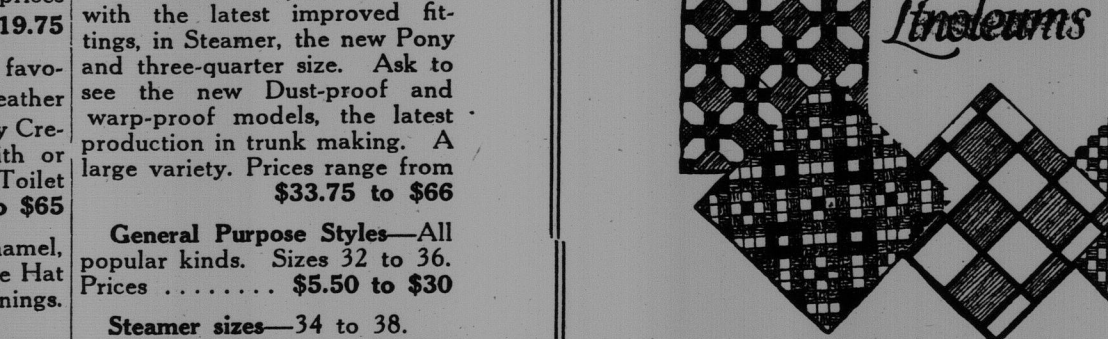 19.75
favo-
eather
y Cre-
ith or
Toilet
o $65
namel,
e Hat
nings.
with the latest improved fit-
tings, in Steamer, the new Pony
and three-quarter size. Ask to
see the new Dust-proof and
warp-proof models, the latest
production in trunk making. A
large variety. Prices range from
$33.75 to $66
General Purpose Styles—All
popular kinds. Sizes 32 to 36.
Prices ........ $5.50 to $30
Steamer sizes—34 to 38.
Linoleums